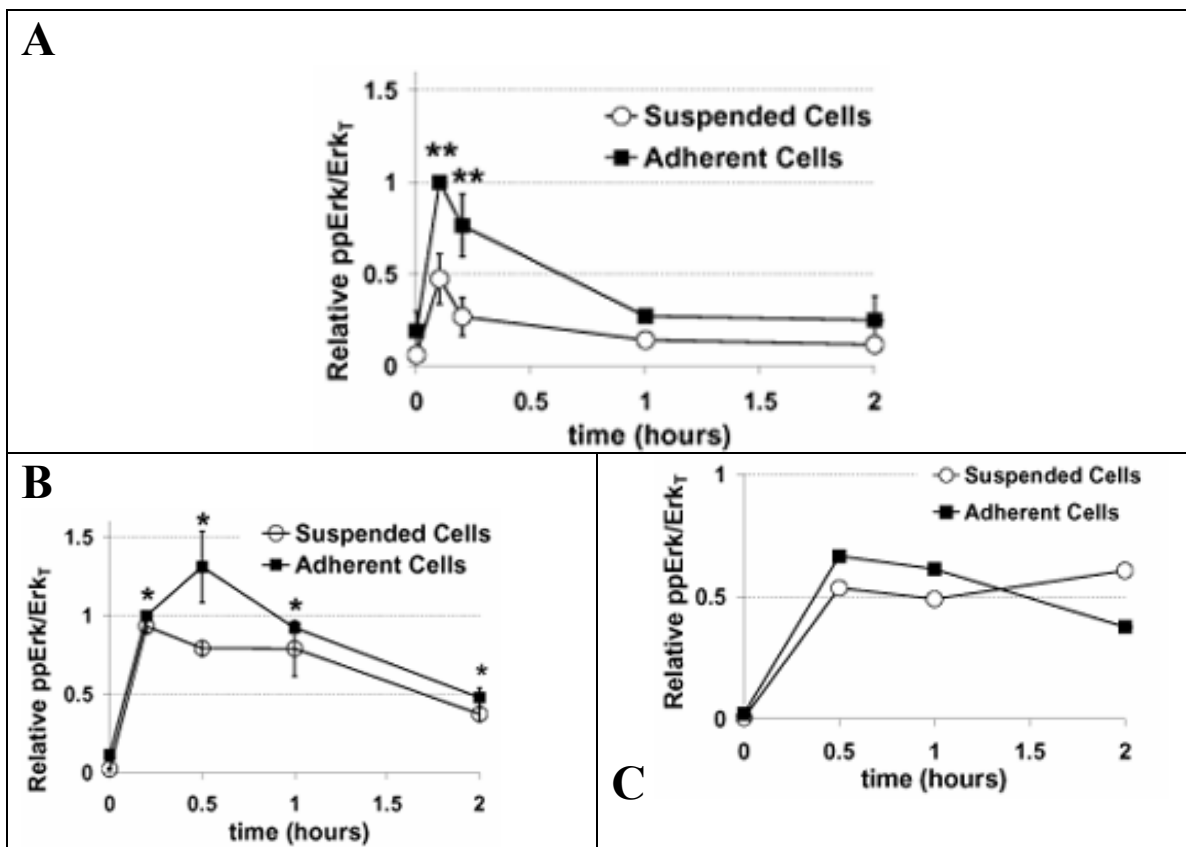 A
1.5
1
0.5
0
Relative ppErk/ErkT
Suspended Cells
Adherent Cells
**
**
0 0.5 1 1.5 2
time (hours)
B
1.5
1
0.5
0
Relative ppErk/ErkT
Suspended Cells
Adherent Cells
*
*
*
*
0 0.5 1 1.5 2
time (hours)
C
1
0.5
0
Relative ppErk/ErkT
Suspended Cells
Adherent Cells
0 0.5 1 1.5 2
time (hours)